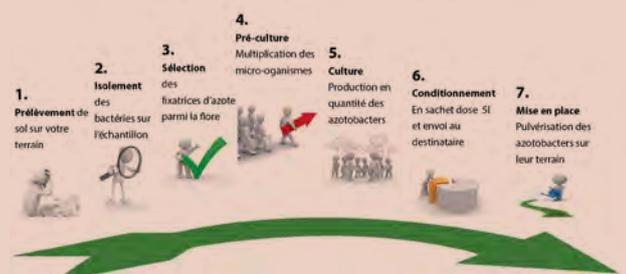 1.
Prélèvement de
sol sur votre
terrain
2.
Isolement
des
bactéries sur
l'échantillon
3.
Sélection
des
fixatrices d'azote
parmi la flore
4.
Pré-culture
Multiplication des
micro-oganismes
5.
Culture
Production en
quantité des
azotobacters
6.
Conditionnement
En sachet dose 5l
et envoi au
destinataire
7.
Mise en place
Pulvérisation des
azotobacters sur
leur terrain